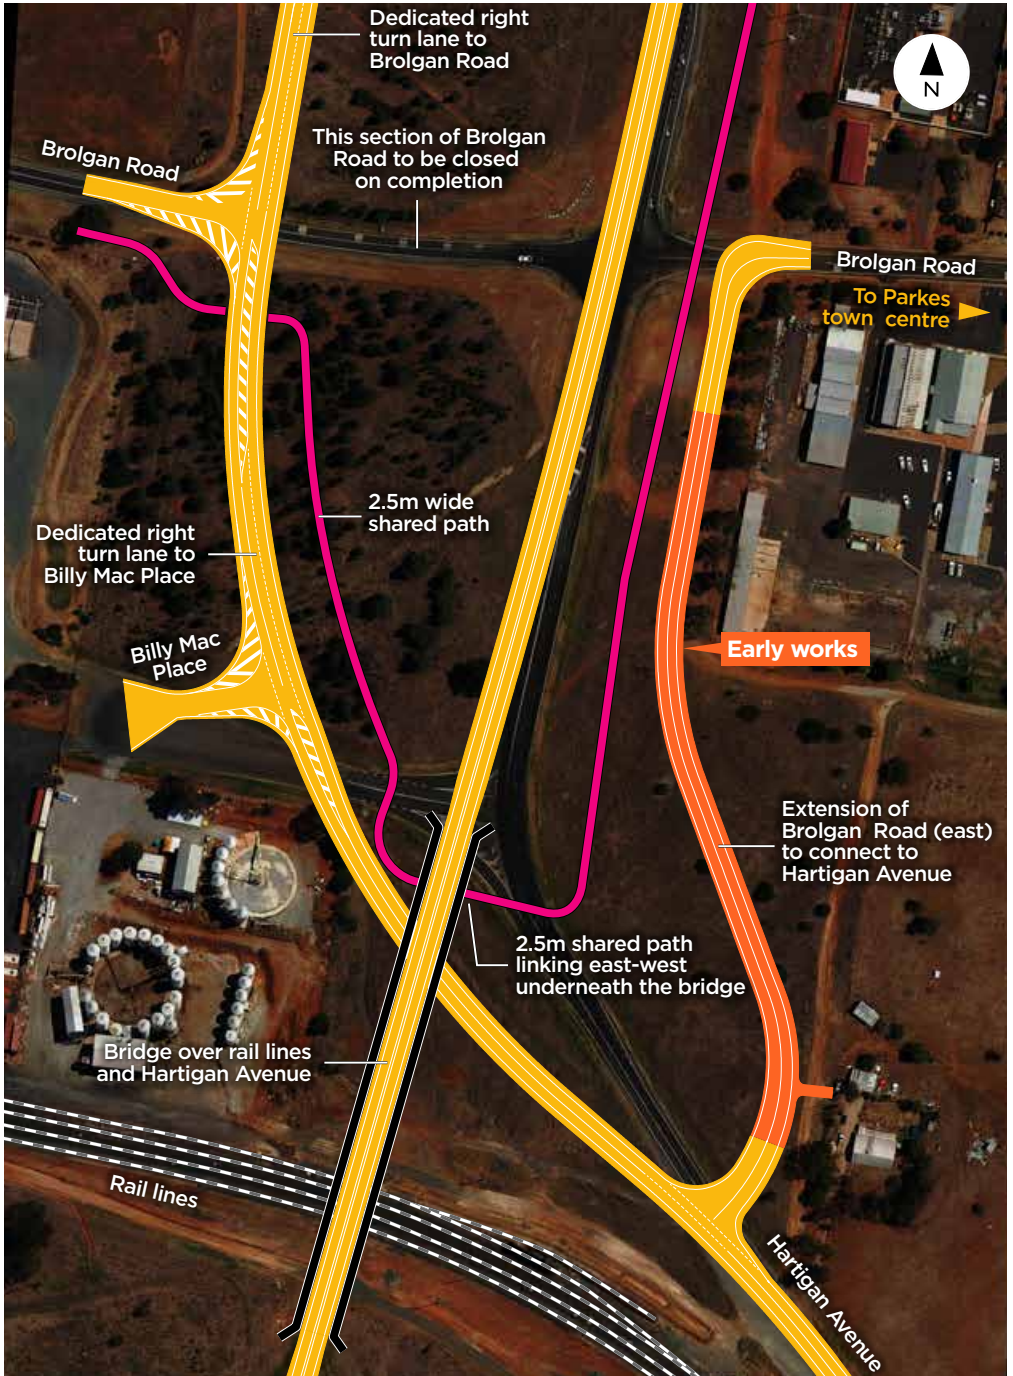 Dedicated right
turn lane to
Brolgan Road
N
This section of Brolgan
Road to be closed
on completion
Brolgan Road
Brolgan Road
To Parkes
town centre
2.5m wide
shared path
Dedicated right
turn lane to
Billy Mac Place
Billy Mac
Place
Early works
Extension of
Brolgan Road (east)
to connect to
Hartigan Avenue
2.5m shared path
linking east-west
underneath the bridge
Bridge over rail lines
and Hartigan Avenue
Rail lines
Hartigan Avenue